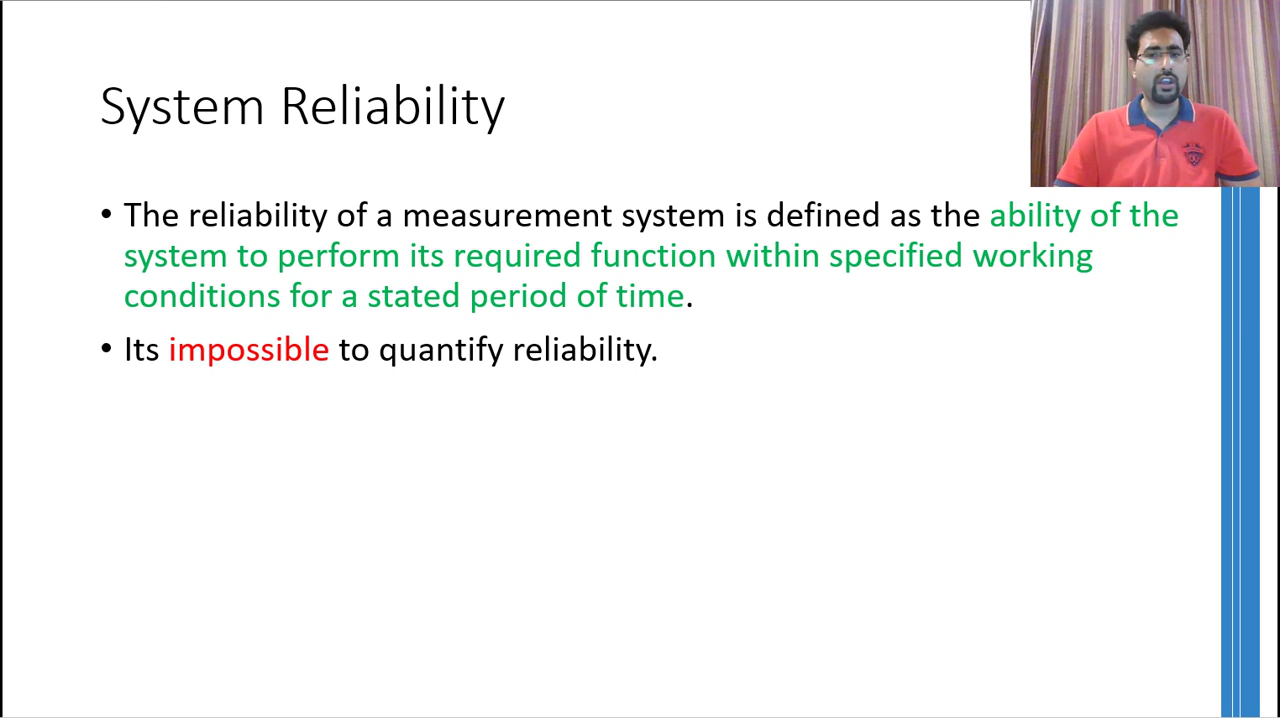 System Reliability
• The reliability of a measurement system is defined as the ability of the
system to perform its required function within specified working
conditions for a stated period of time.
• Its impossible to quantify reliability.